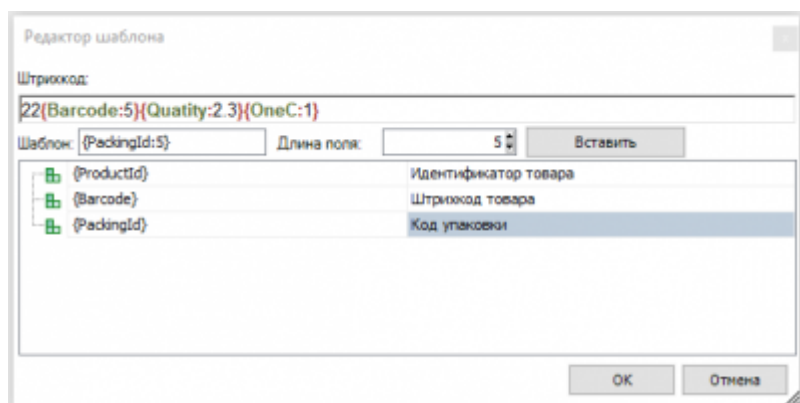 Редактор шаблона
Штрихкод:
22{Barcode:5}{Quatity:2.3}{OneC:1}
Шаблон: {PackingId:5} Длина поля: 5 Вставить
{ProductId} Идентификатор товара
{Barcode} Штрихкод товара
{PackingId} Код упаковки
ОК Отмена